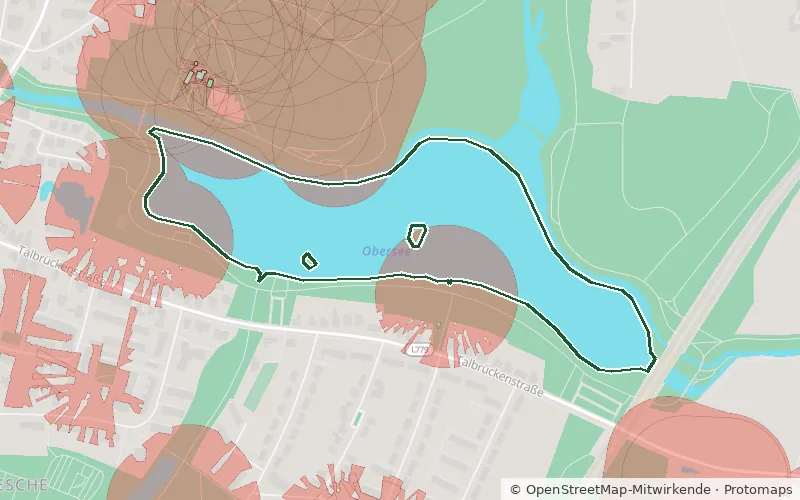 Obersee
Talbrückenstraße
L779
Talbrückenstraße
ESCHE
© OpenStreetMap-Mitwirkende | Protomaps